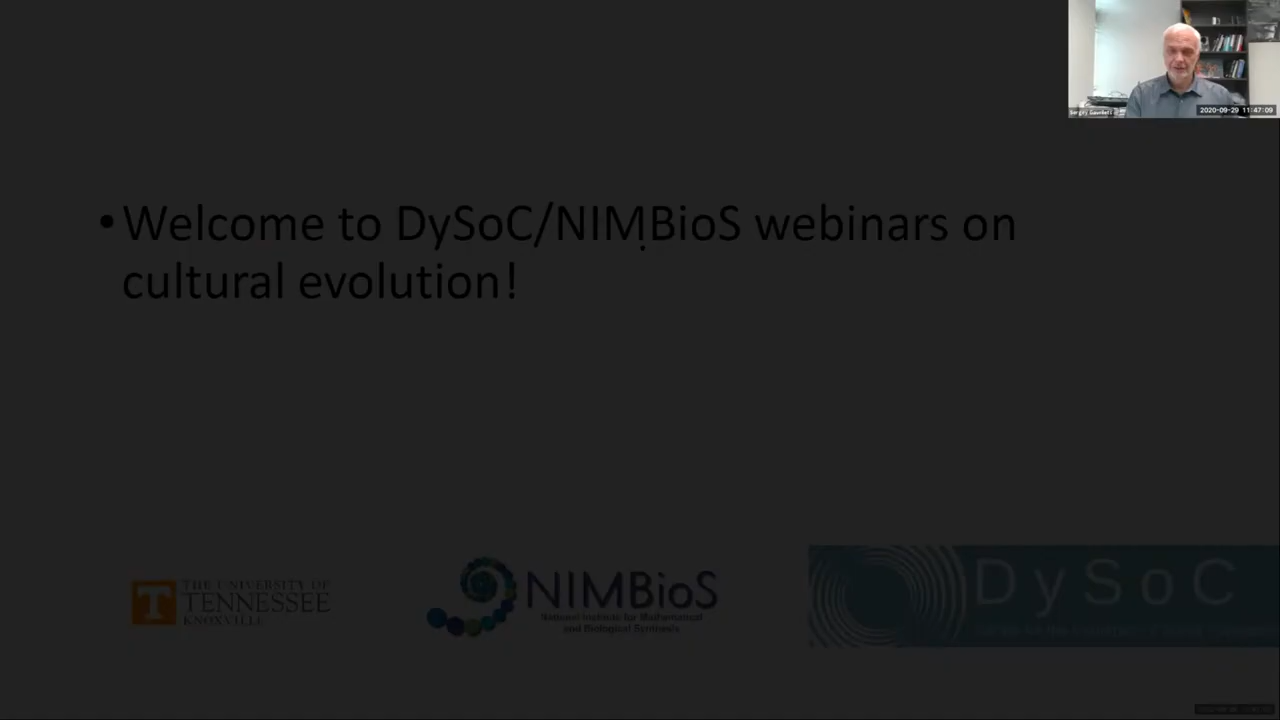 2020-09-29 11:47:09
• Welcome to DySoC/NIMBioS webinars on
cultural evolution!
THE UNIVERSITY OF
TENNESSEE
KNOXVILLE
NIMBioS
National Institute for Mathematical
and Biological Synthesis
DySoC